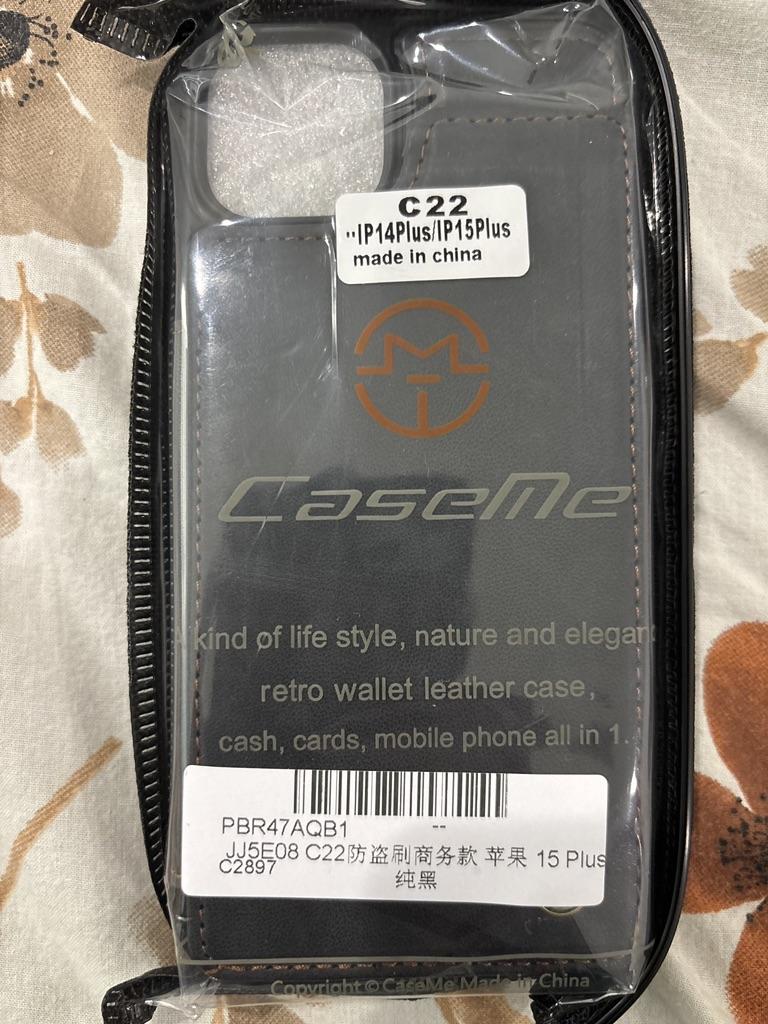 C22
--IP14Plus/IP15Plus
made in china
CaseMe
A kind of life style, nature and elegant
retro wallet leather case,
cash, cards, mobile phone all in 1.
PBR47AQB1 --
JJ5E08 C22防盗刷商务款 苹果 15 Plus
C2897 纯黑
Copyright © CaseMe Made in China